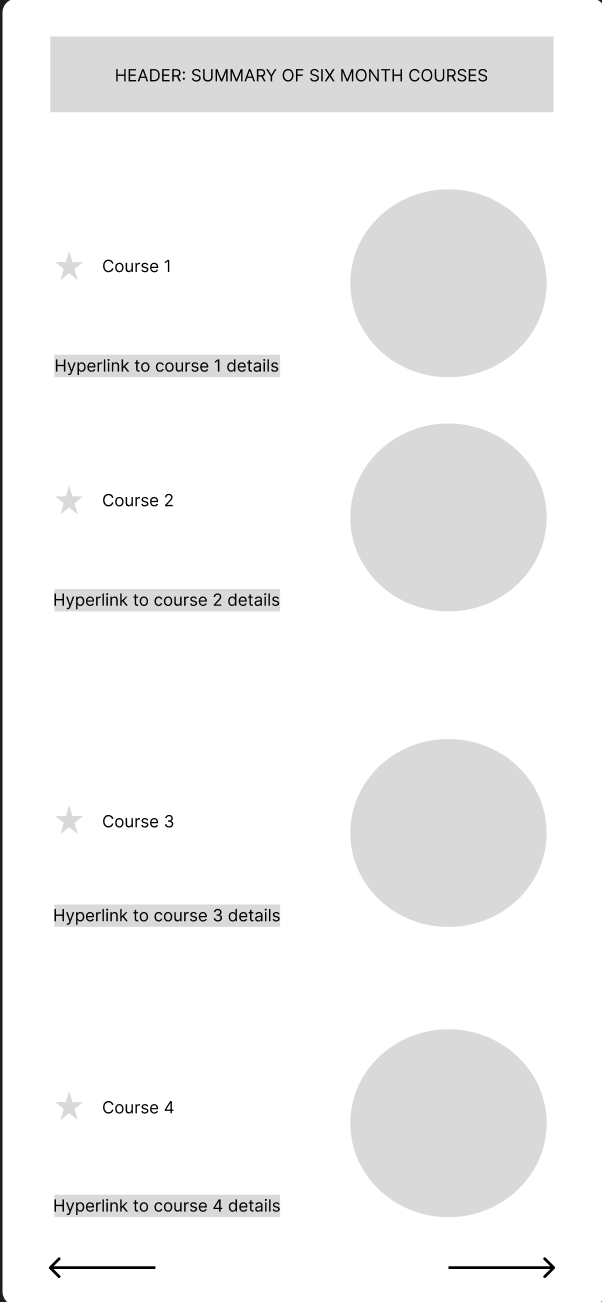 HEADER: SUMMARY OF SIX MONTH COURSES
Course 1
Hyperlink to course 1 details
Course 2
Hyperlink to course 2 details
Course 3
Hyperlink to course 3 details
Course 4
Hyperlink to course 4 details